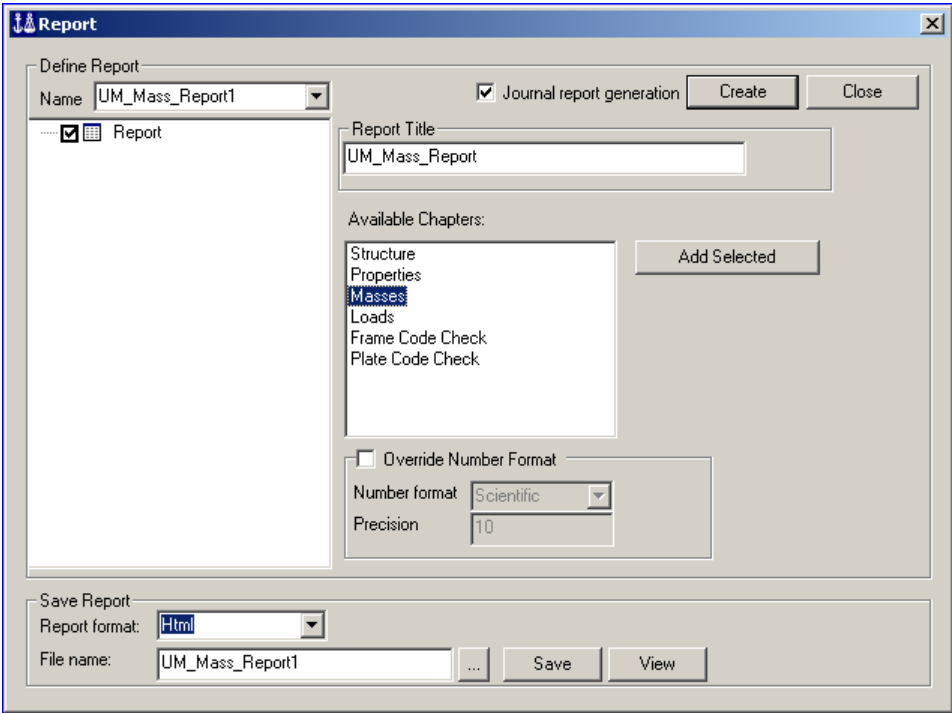 Report
Define Report
Name UM_Mass_Report1
Journal report generation Create Close
Report
Report Title
UM_Mass_Report
Available Chapters:
Structure
Properties
Masses
Loads
Frame Code Check
Plate Code Check
Add Selected
Override Number Format
Number format Scientific
Precision 10
Save Report
Report format: Html
File name: UM_Mass_Report1 ... Save View